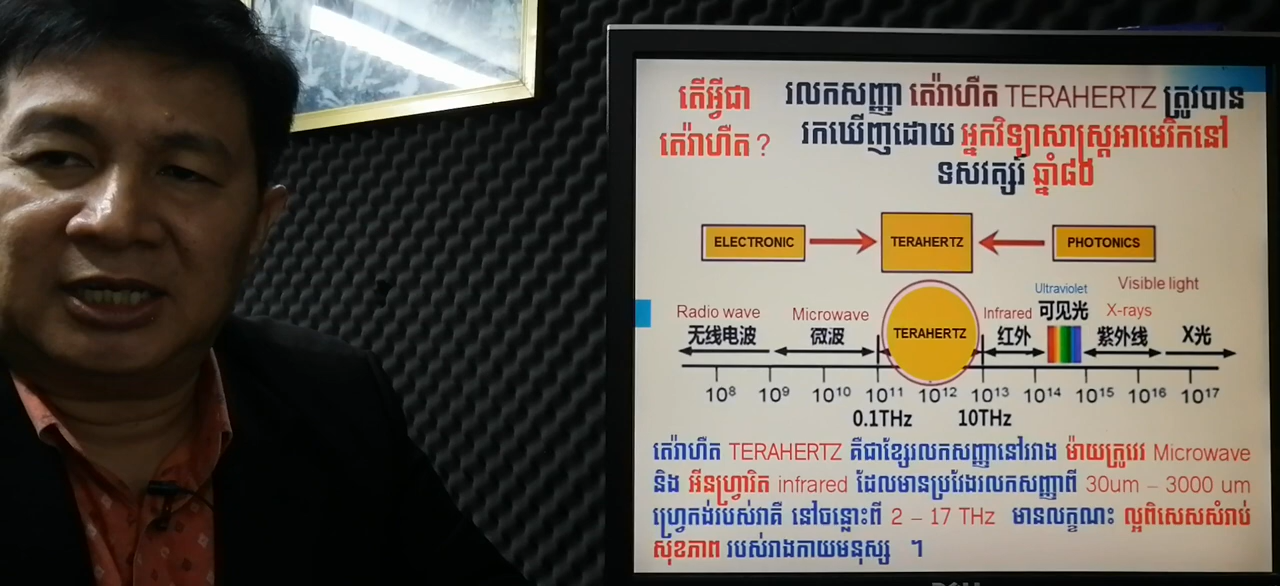 តើអ្វីជា
តេរ៉ាហឺត ?
រលកសញ្ញា តេរ៉ាហឺត TERAHERTZ ត្រូវបាន
រកឃើញដោយ អ្នកវិទ្យាសាស្ត្រអាមេរិកនៅ
ទសវត្សរ៍ ឆ្នាំ៨០
ELECTRONIC
TERAHERTZ
PHOTONICS
Visible light
Ultraviolet
Radio wave
Microwave
Infrared
X-rays
无线电波
微波
TERAHERTZ
红外
可见光
紫外线
X光
10⁸ 10⁹ 10¹⁰ 10¹¹ 10¹² 10¹³ 10¹⁴ 10¹⁵ 10¹⁶ 10¹⁷
0.1THz 10THz
តេរ៉ាហឺត TERAHERTZ គឺជាខ្សែរលកសញ្ញានៅរវាង ម៉ាយក្រូវេវ Microwave
និង អីនហ្វ្រារិត infrared ដែលមានប្រវែងរលកសញ្ញាពី 30um – 3000 um
ហ្វ្រេកង់របស់វាគឺ នៅចន្លោះពី 2 – 17 THz មានលក្ខណះ ល្អពិសេសសំរាប់
សុខភាព របស់រាងកាយមនុស្ស ។